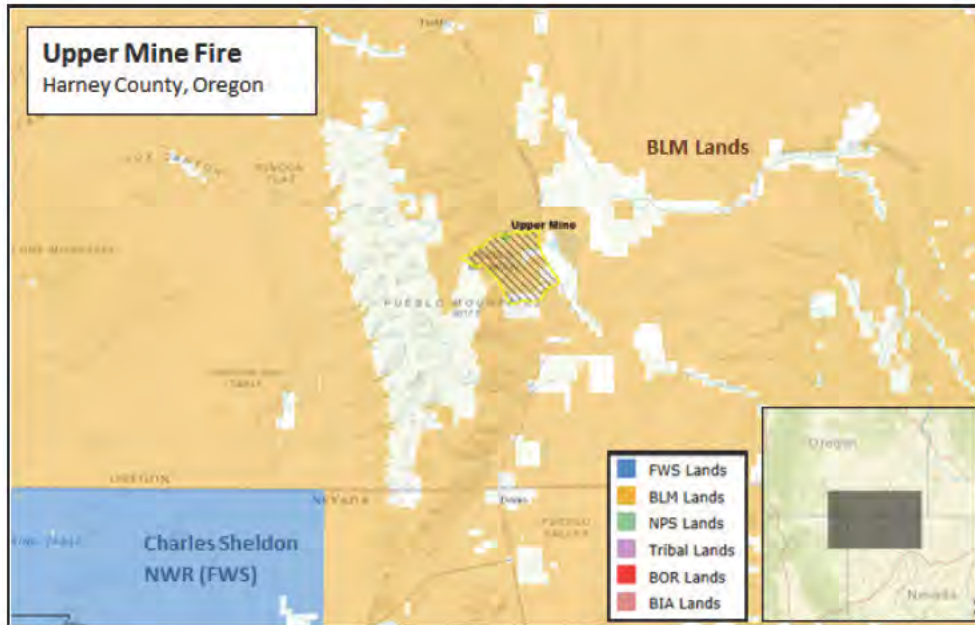 Upper Mine Fire
Harney County, Oregon
BLM Lands
Upper Mine
PUEBLO MOUNTAINS
OREGON
NEVADA
Charles Sheldon
NWR (FWS)
FWS Lands
BLM Lands
NPS Lands
Tribal Lands
BOR Lands
BIA Lands
Oregon
Nevada